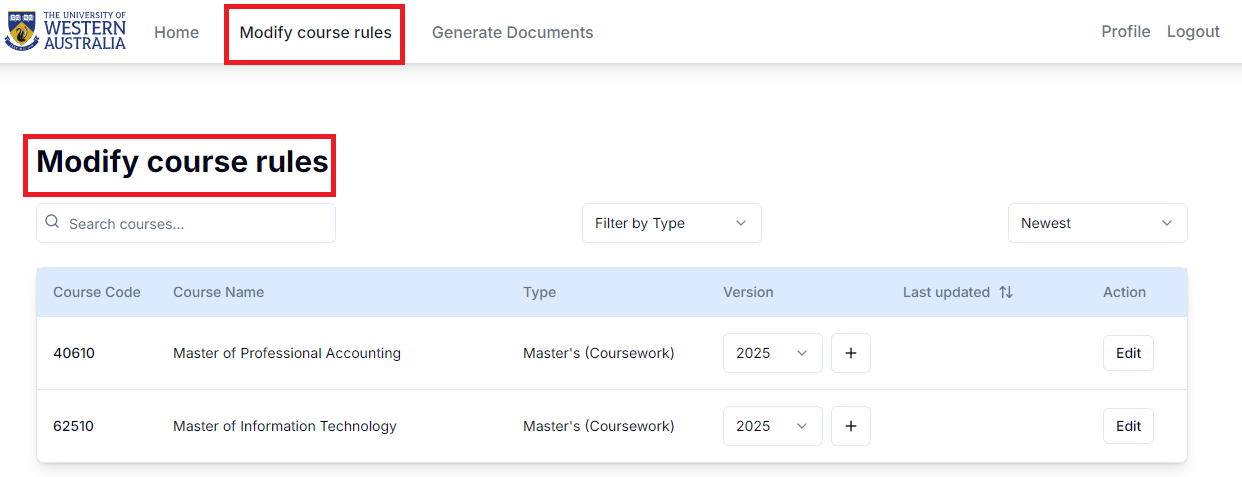 THE UNIVERSITY OF
WESTERN
AUSTRALIA
Home
Modify course rules
Generate Documents
Profile
Logout
Modify course rules
Search courses...
Filter by Type
Newest
Course Code
Course Name
Type
Version
Last updated
Action
40610
Master of Professional Accounting
Master's (Coursework)
2025
+
Edit
62510
Master of Information Technology
Master's (Coursework)
2025
+
Edit